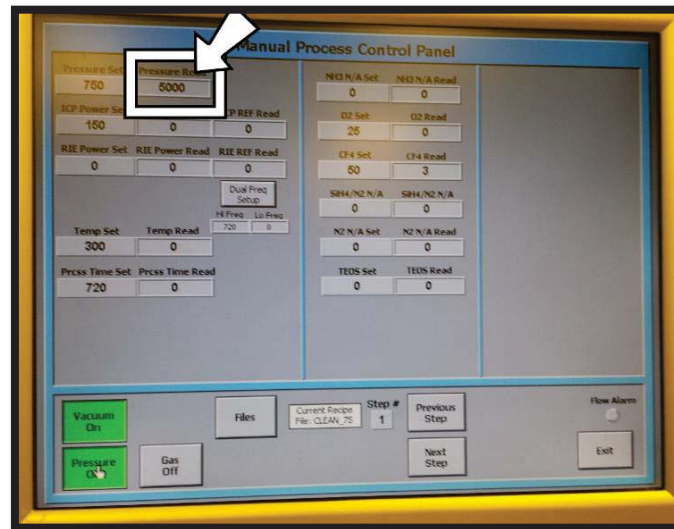 Manual Process Control Panel
Pressure Set Pressure Read
750 5000
ICP Power Set
150 0 0
ICP REF Read
RIE Power Set RIE Power Read RIE REF Read
0 0 0
Dual Freq
Setup
Hi Freq Lo Freq
720 0
Temp Set Temp Read
300 0
Prcss Time Set Prcss Time Read
720 0
NH3 N/A Set NH3 N/A Read
0 0
O2 Set O2 Read
25 0
CF4 Set CF4 Read
50 3
SiH4/N2 N/A SiH4/N2 N/A
0 0
N2 N/A Set N2 N/A Read
0 0
TEOS Set TEOS Read
0 0
Vacuum
On
Files
Current Recipe
File: CLEAN_75
Step #
1
Previous
Step
Flow Alarm
Pressure
Gas
Off
Next
Step
Exit